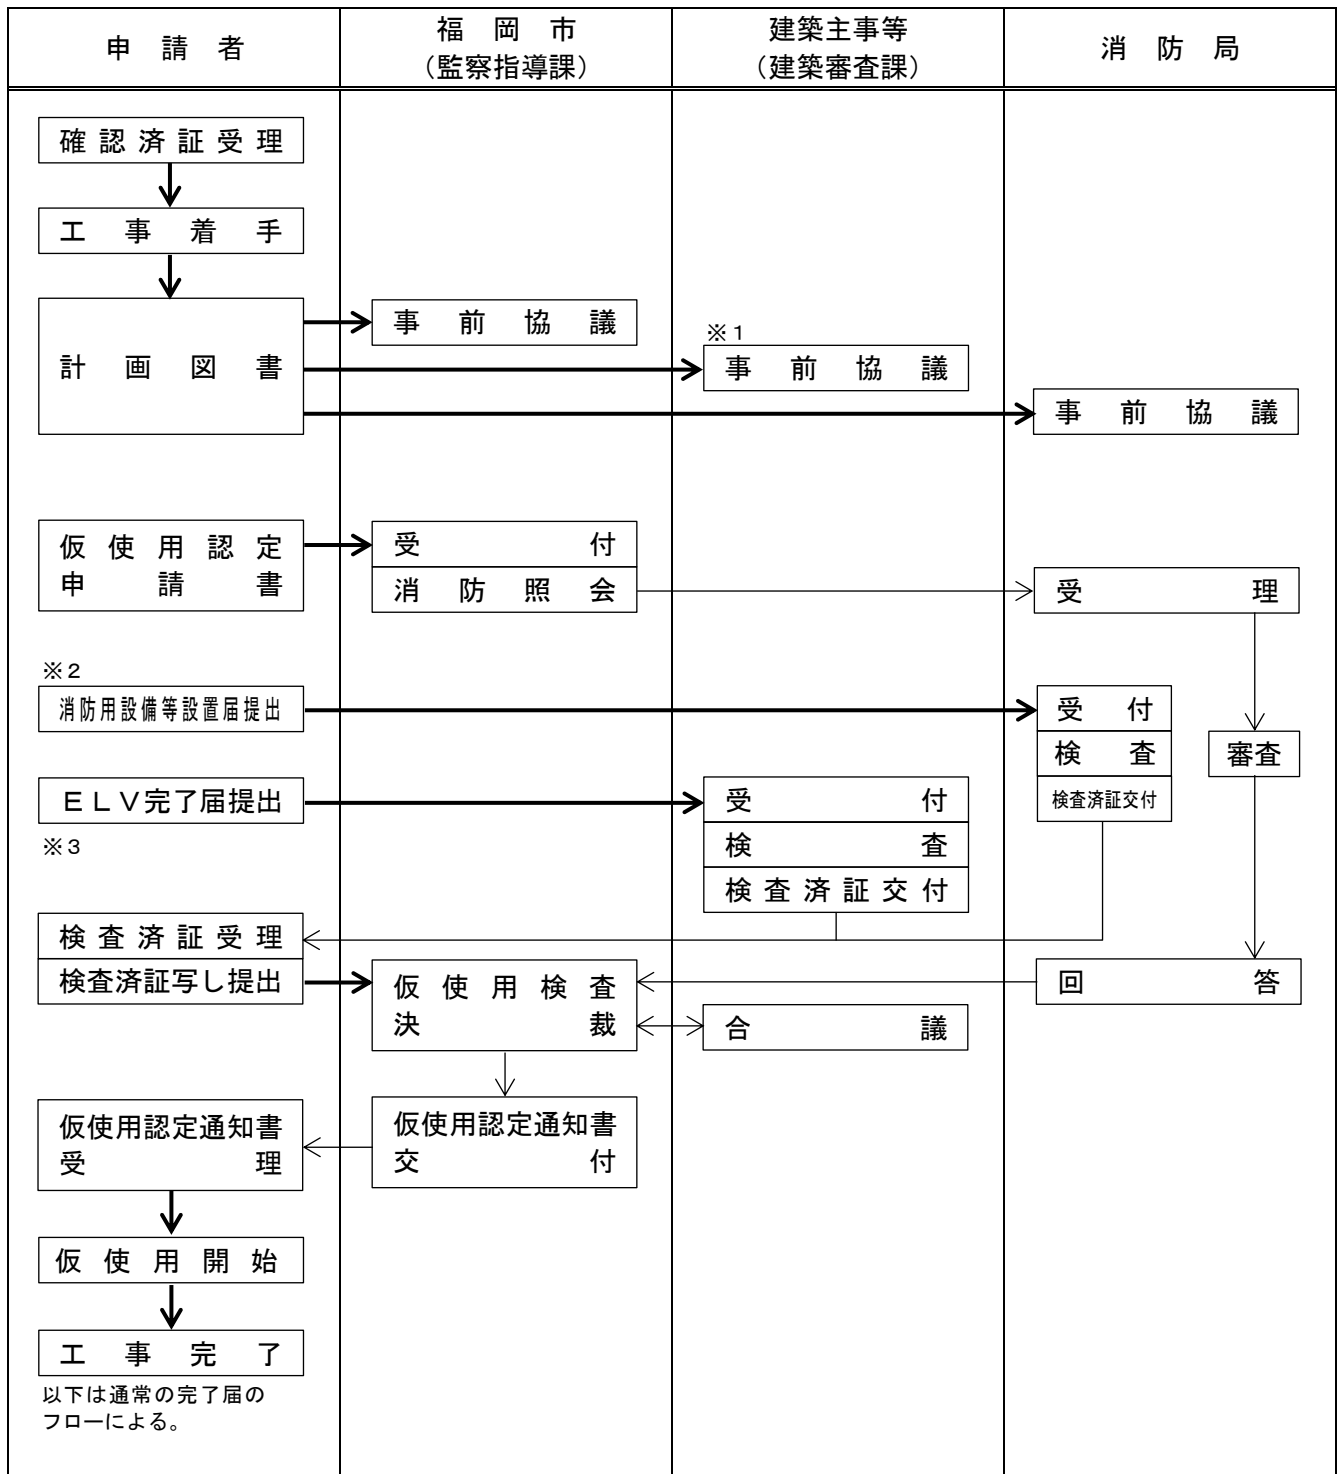 申請者
福岡市
（監察指導課）
建築主事等
（建築審査課）
消防局
確認済証受理
工事着手
計画図書
事前協議
※１
事前協議
事前協議
仮使用認定
申請書
受付
消防照会
受理
※２
消防用設備等設置届提出
受付
検査
検査済証交付
審査
ＥＬＶ完了届提出
※３
受付
検査
検査済証交付
検査済証受理
検査済証写し提出
仮使用検査
決裁
回答
合議
仮使用認定通知書
受理
仮使用認定通知書
交付
仮使用開始
工事完了
以下は通常の完了届の
フローによる。